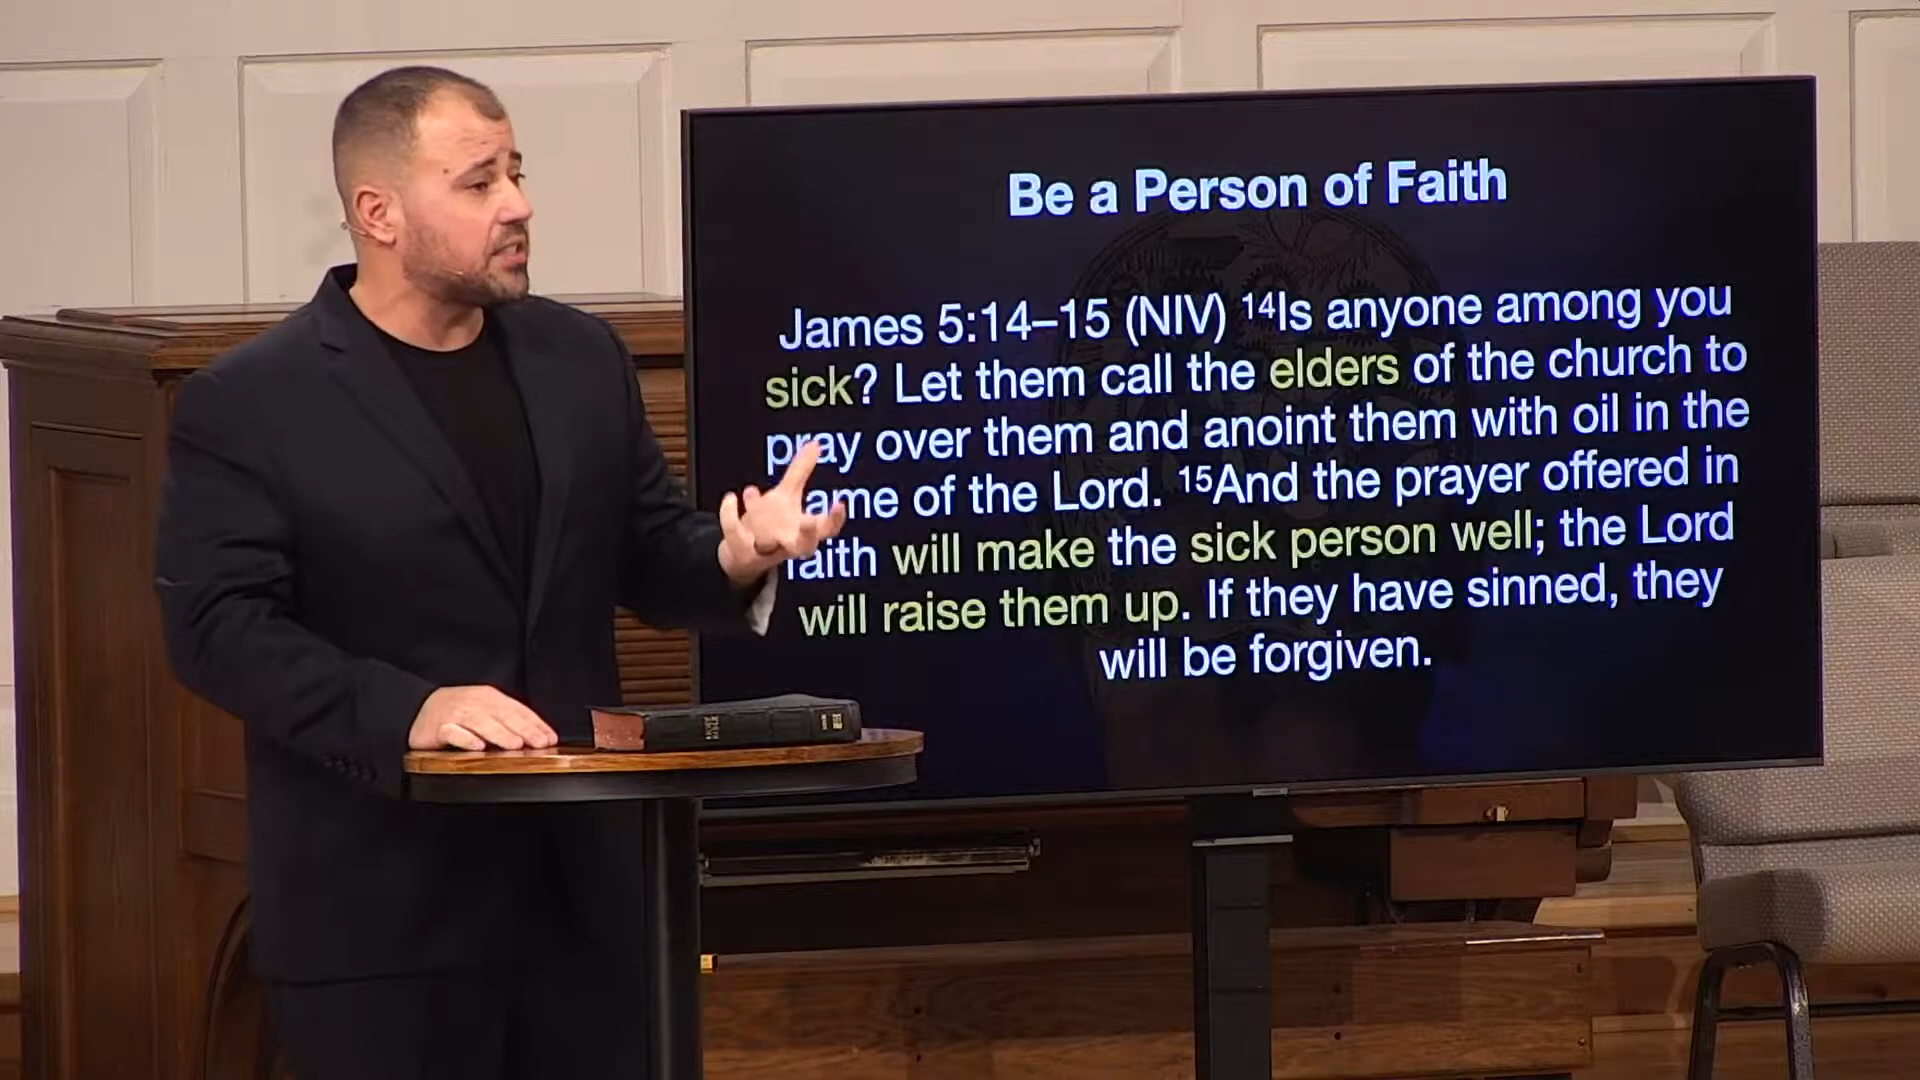 Be a Person of Faith
James 5:14–15 (NIV) ¹⁴Is anyone among you
sick? Let them call the elders of the church to
pray over them and anoint them with oil in the
ame of the Lord. ¹⁵And the prayer offered in
faith will make the sick person well; the Lord
will raise them up. If they have sinned, they
will be forgiven.